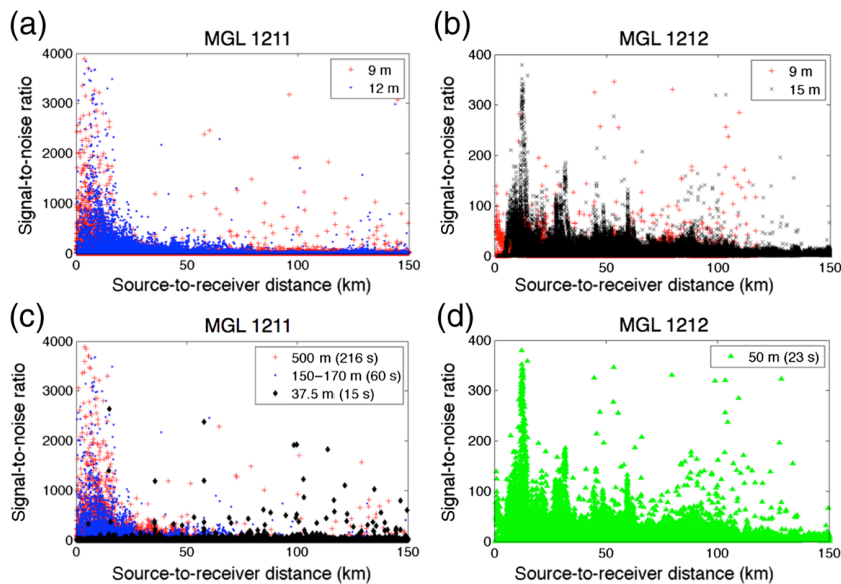 (a)
MGL 1211
4000
3000
2000
1000
0
0
50
100
150
Signal-to-noise ratio
Source-to-receiver distance (km)
9 m
12 m
(b)
MGL 1212
400
300
200
100
0
0
50
100
150
Signal-to-noise ratio
Source-to-receiver distance (km)
9 m
15 m
(c)
MGL 1211
4000
3000
2000
1000
0
0
50
100
150
Signal-to-noise ratio
Source-to-receiver distance (km)
500 m (216 s)
150–170 m (60 s)
37.5 m (15 s)
(d)
MGL 1212
400
300
200
100
0
0
50
100
150
Signal-to-noise ratio
Source-to-receiver distance (km)
50 m (23 s)